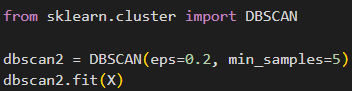 from sklearn.cluster import DBSCAN
dbscan2 = DBSCAN(eps=0.2, min_samples=5)
dbscan2.fit(X)